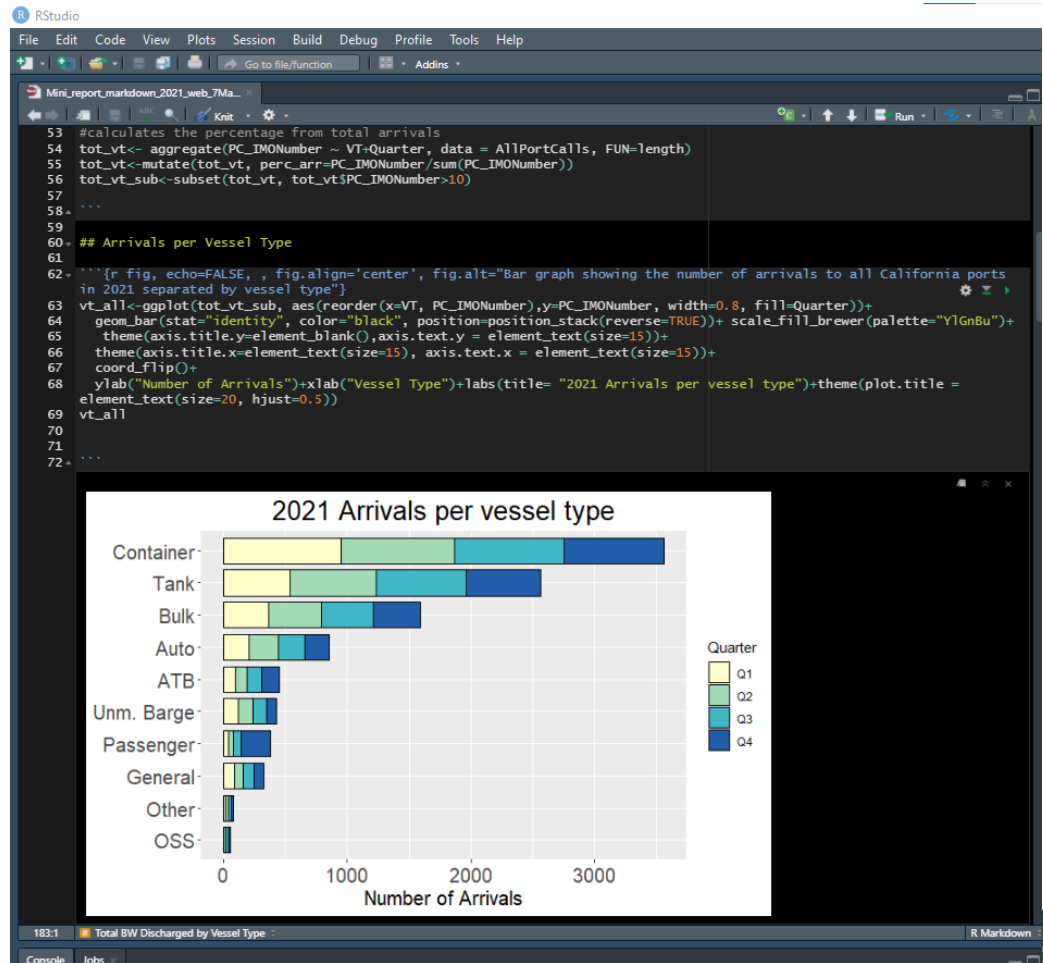 RStudio
File Edit Code View Plots Session Build Debug Profile Tools Help
Go to file/function Addins
Mini_report_markdown_2021_web_7Ma...
ABC Knit Run
53 #calculates the percentage from total arrivals
54 tot_vt<- aggregate(PC_IMONumber ~ VT+Quarter, data = AllPortCalls, FUN=length)
55 tot_vt<-mutate(tot_vt, perc_arr=PC_IMONumber/sum(PC_IMONumber))
56 tot_vt_sub<-subset(tot_vt, tot_vt$PC_IMONumber>10)
57
58 ```
59
60 ## Arrivals per Vessel Type
61
62 ```{r fig, echo=FALSE, , fig.align='center', fig.alt="Bar graph showing the number of arrivals to all California ports
in 2021 separated by vessel type"}
63 vt_all<-ggplot(tot_vt_sub, aes(reorder(x=VT, PC_IMONumber),y=PC_IMONumber, width=0.8, fill=Quarter))+
64 geom_bar(stat="identity", color="black", position=position_stack(reverse=TRUE))+ scale_fill_brewer(palette="YlGnBu")+
65 theme(axis.title.y=element_blank(),axis.text.y = element_text(size=15))+
66 theme(axis.title.x=element_text(size=15), axis.text.x = element_text(size=15))+
67 coord_flip()+
68 ylab("Number of Arrivals")+xlab("Vessel Type")+labs(title= "2021 Arrivals per vessel type")+theme(plot.title =
element_text(size=20, hjust=0.5))
69 vt_all
70
71
72 ```
2021 Arrivals per vessel type
Container
Tank
Bulk
Auto
ATB
Unm. Barge
Passenger
General
Other
OSS
0 1000 2000 3000
Number of Arrivals
Quarter
Q1
Q2
Q3
Q4
183:1 Total BW Discharged by Vessel Type R Markdown
Console Jobs